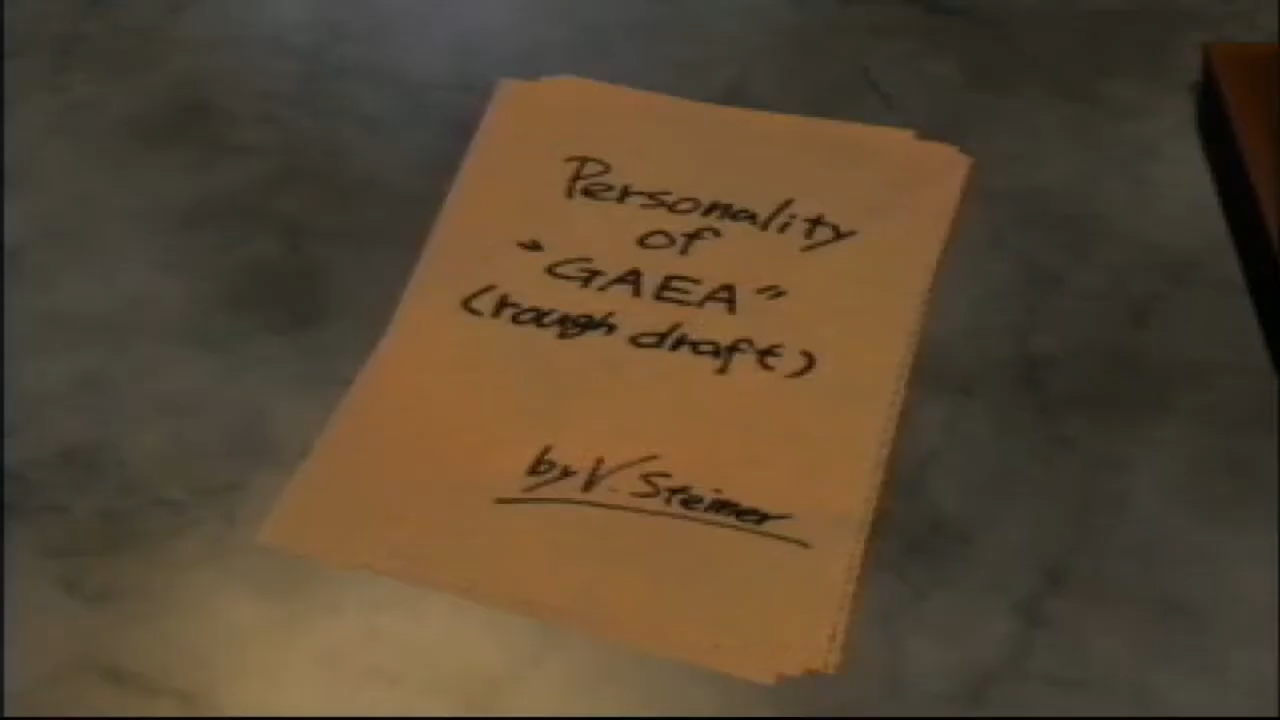 Personality
of
"GAEA"
(rough draft)
by V. Steiner